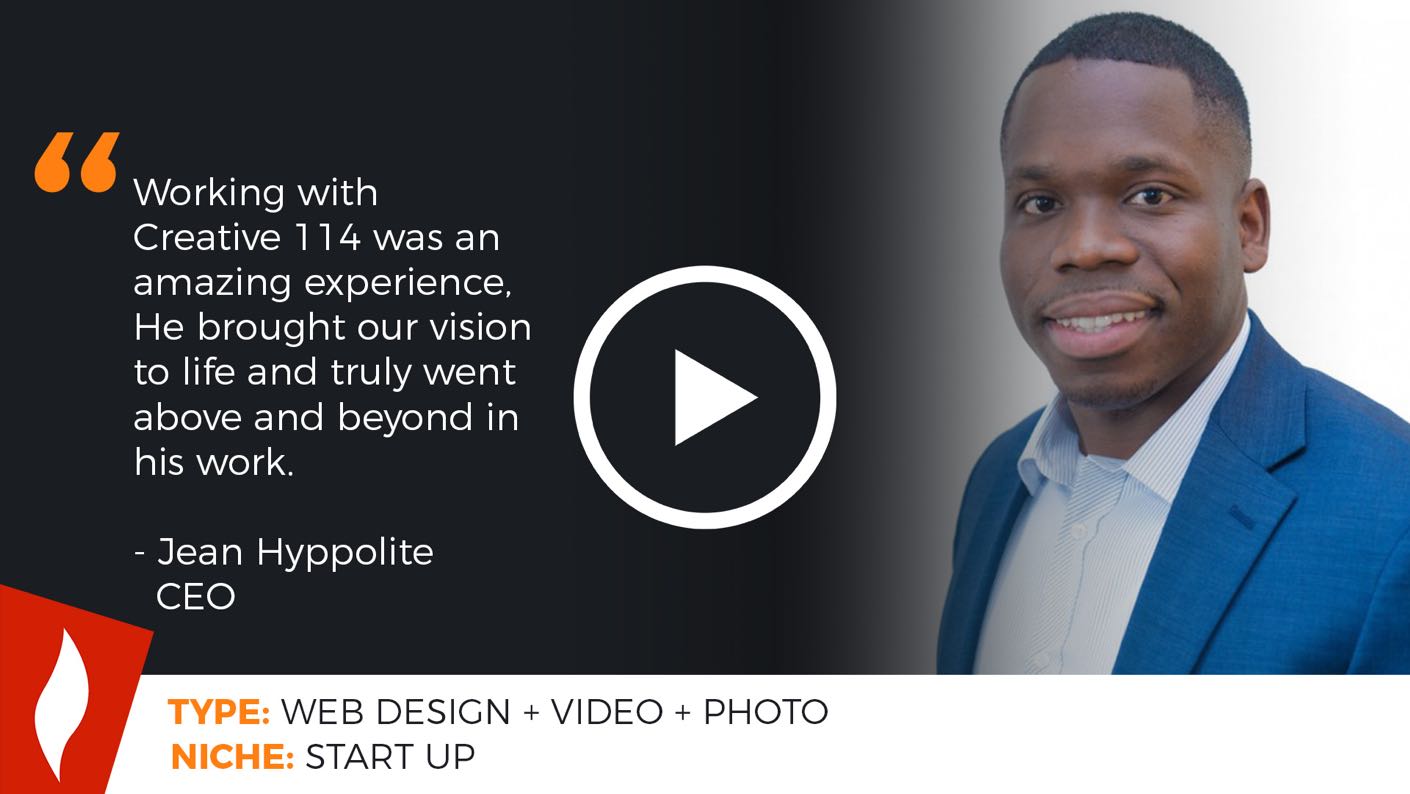 “ Working with
Creative 114 was an
amazing experience,
He brought our vision
to life and truly went
above and beyond in
his work.
- Jean Hyppolite
CEO
TYPE: WEB DESIGN + VIDEO + PHOTO
NICHE: START UP